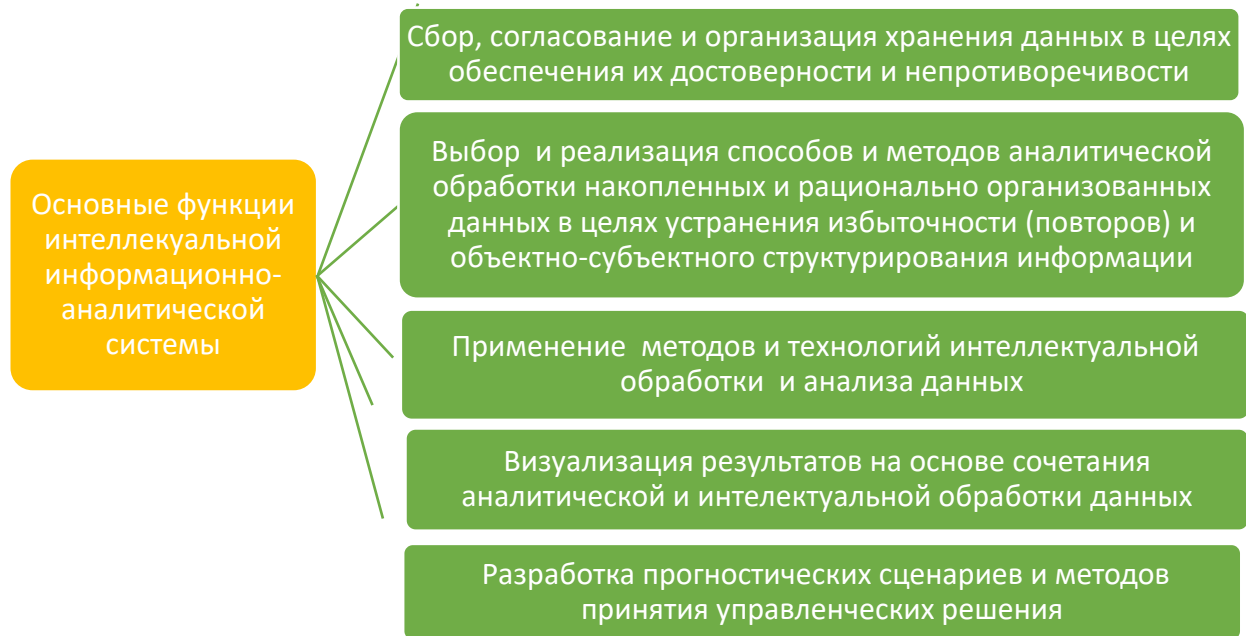 Сбор, согласование и организация хранения данных в целях
обеспечения их достоверности и непротиворечивости
Основные функции
интеллекуальной
информационно-
аналитической
системы
Выбор  и реализация способов и методов аналитической
обработки накопленных и рационально организованных
данных в целях устранения избыточности (повторов) и
объектно-субъектного структурирования информации
Применение  методов и технологий интеллектуальной
обработки  и анализа данных
Визуализация результатов на основе сочетания
аналитической и интелектуальной обработки данных
Разработка прогностических сценариев и методов
принятия управленческих решения